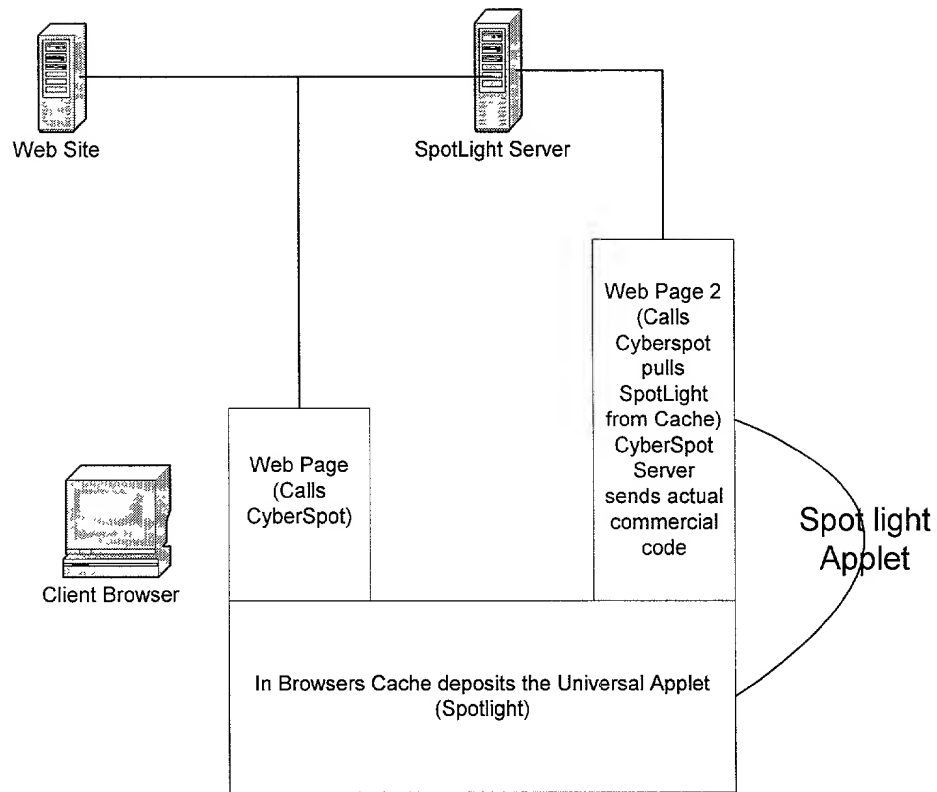 Web Site
SpotLight Server
Web Page 2
(Calls
Cyberspot
pulls
SpotLight
from Cache)
CyberSpot
Server
sends actual
commercial
code
Web Page
(Calls
CyberSpot)
Spot light
Applet
Client Browser
In Browsers Cache deposits the Universal Applet
(Spotlight)